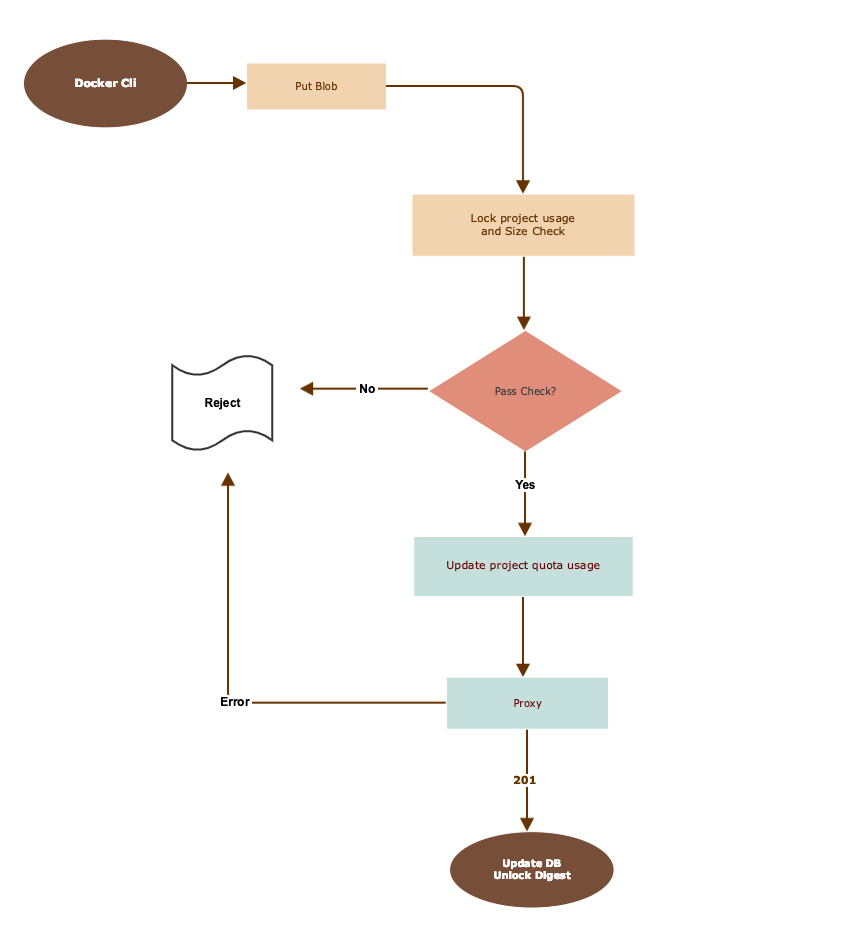 Docker Cli
Put Blob
Lock project usage
and Size Check
Pass Check?
No
Reject
Yes
Update project quota usage
Proxy
Error
201
Update DB
Unlock Digest